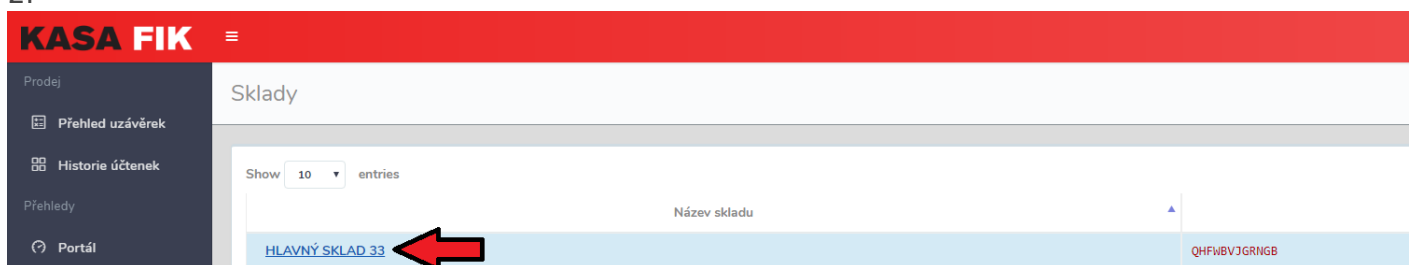 KASA FIK
Prodej
Sklady
Přehled uzávěrek
Historie účtenek
Show 10 entries
Přehledy
Název skladu
Portál
HLAVNÝ SKLAD 33
QHFWBVJGRNGB